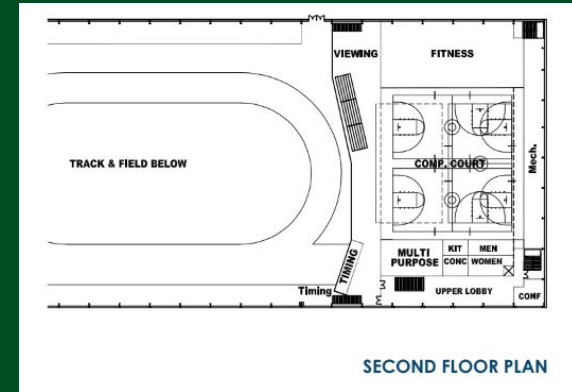 VIEWING
FITNESS
TRACK & FIELD BELOW
COMP. COURT
Mech.
MULTI
PURPOSE
KIT
MEN
CONC
WOMEN
TIMING
Timing
UPPER LOBBY
CONF
SECOND FLOOR PLAN